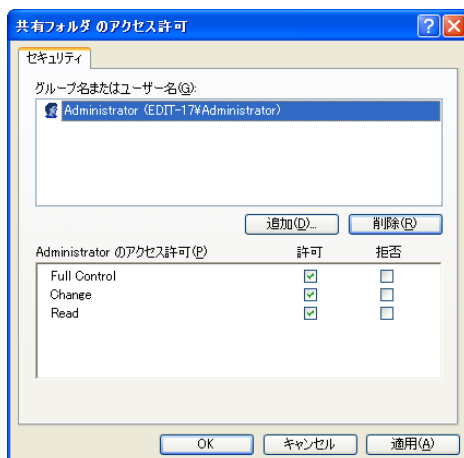 共有フォルダ のアクセス許可
セキュリティ
グループ名またはユーザー名(G):
Administrator (EDIT-17¥Administrator)
追加(D)... 削除(R)
Administrator のアクセス許可(P) 許可 拒否
Full Control
Change
Read
OK キャンセル 適用(A)